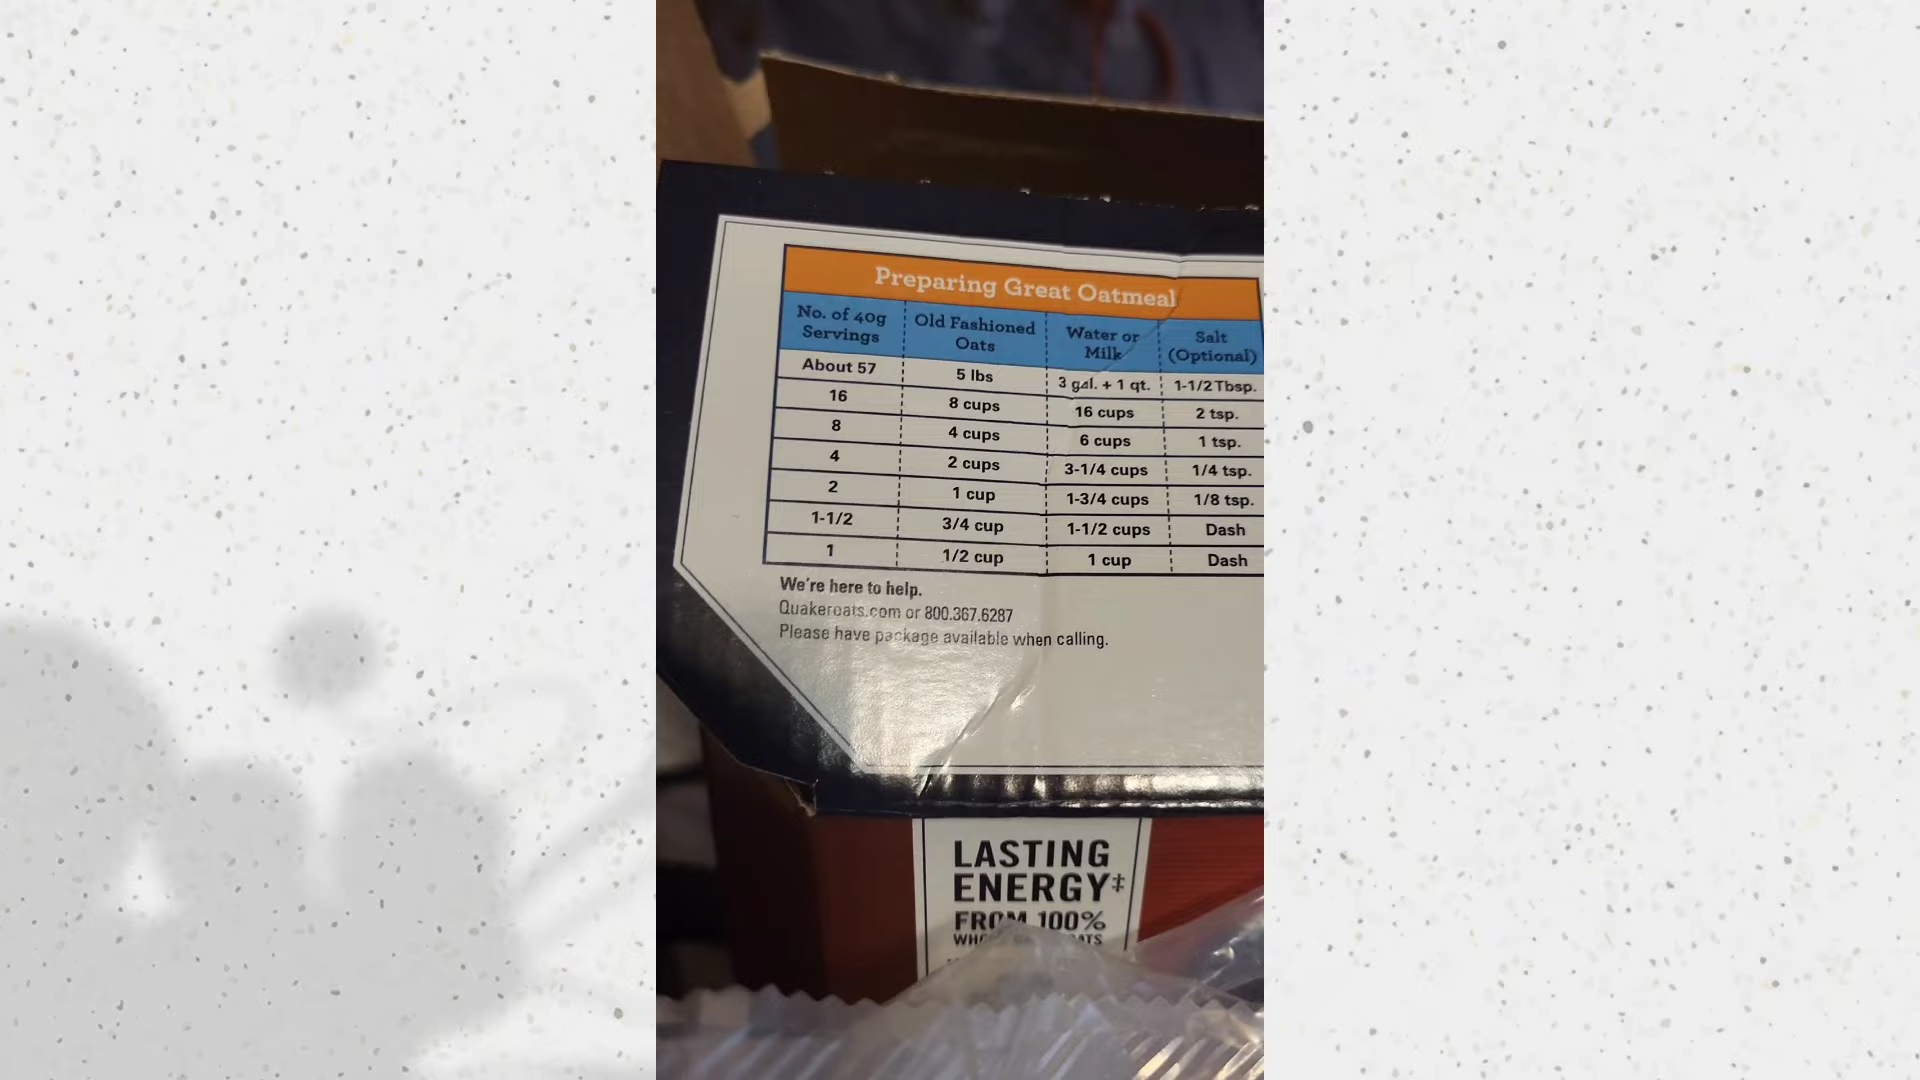 Preparing Great Oatmeal
No. of 40g Servings Old Fashioned Oats Water or Milk Salt (Optional)
About 57 5 lbs 3 gal. + 1 qt. 1-1/2 Tbsp.
16 8 cups 16 cups 2 tsp.
8 4 cups 6 cups 1 tsp.
4 2 cups 3-1/4 cups 1/4 tsp.
2 1 cup 1-3/4 cups 1/8 tsp.
1-1/2 3/4 cup 1-1/2 cups Dash
1 1/2 cup 1 cup Dash
We're here to help.
Quakeroats.com or 800.367.6287
Please have package available when calling.
LASTING
ENERGY‡
FROM 100%